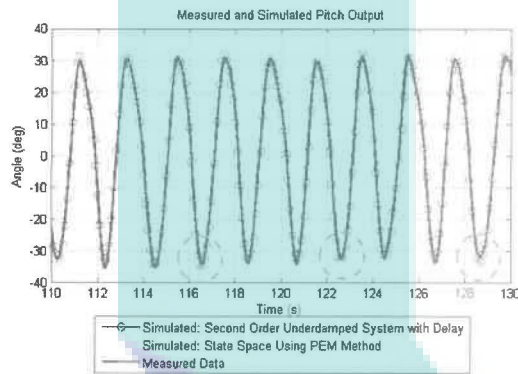 Measured and Simulated Pitch Output
40
30
20
10
0
-10
-20
-30
-40
Angle (deg)
110 112 114 116 118 120 122 124 126 128 130
Time (s)
Simulated: Second Order Underdamped System with Delay
Simulated: State Space Using PEM Method
Measured Data